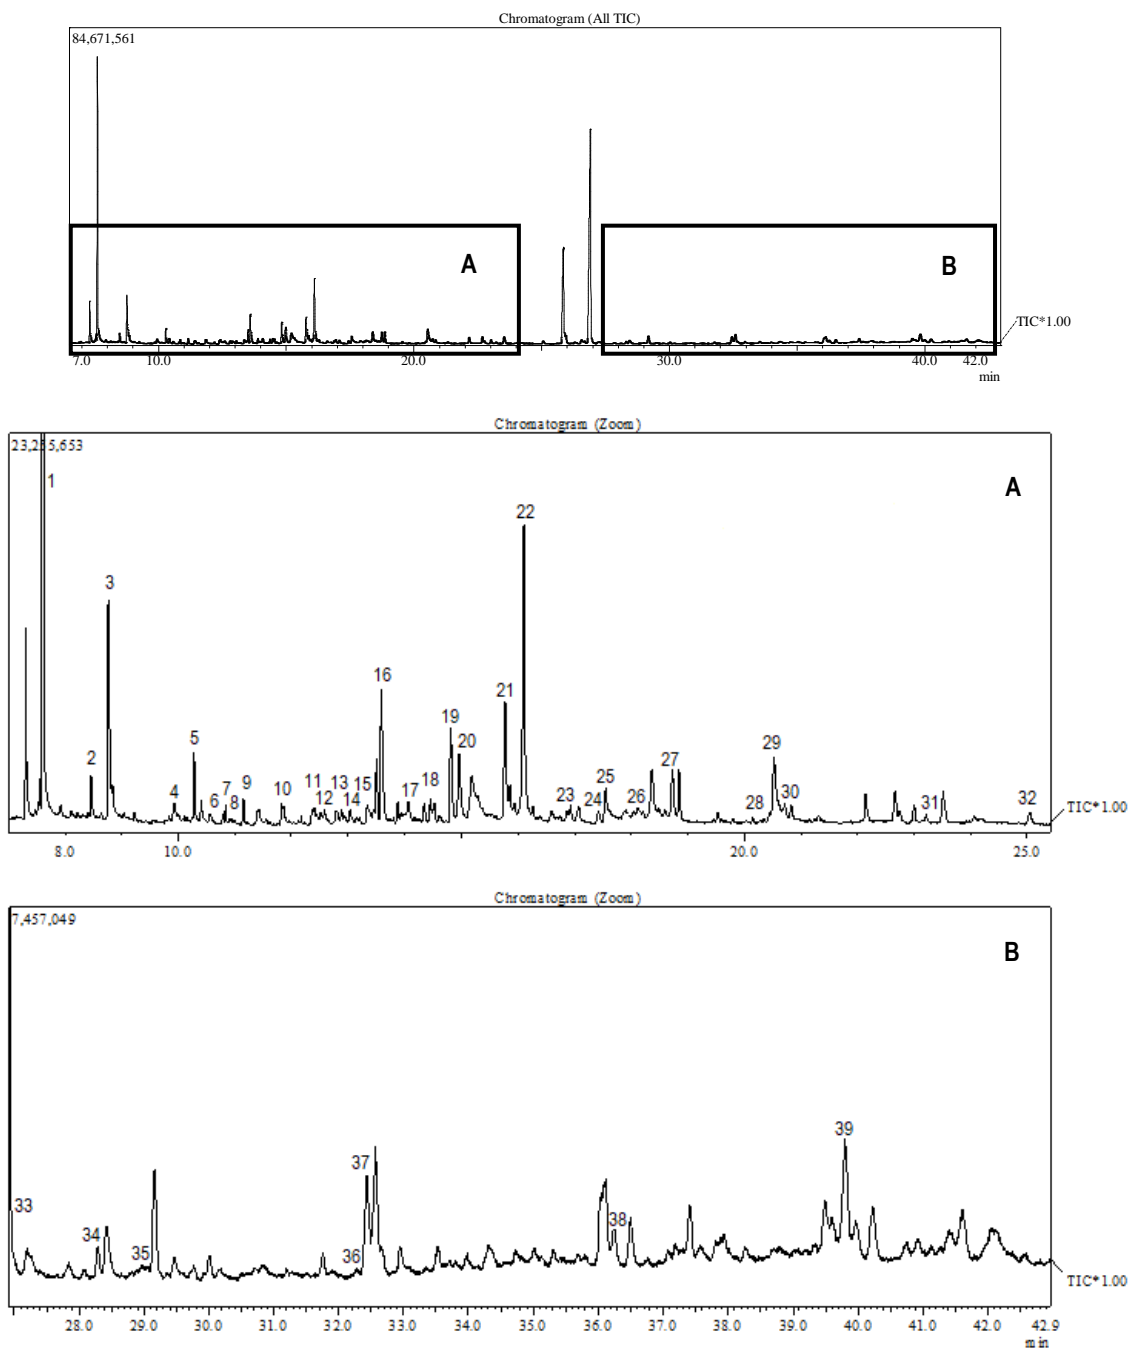 Chromatogram (All TIC)
84,671,561
A
B
TIC*1.00
7.0 10.0 20.0 30.0 40.0 42.0
min
Chromatogram (Zoom)
23,235,653
1
A
22
3
16
21
19
20
5
29
2
27
18
25
11 13 15
9
10
7
4
6
8
12
14
17
23
24
26
28
30
31
32
TIC*1.00
8.0 10.0 20.0 25.0
Chromatogram (Zoom)
7,457,049
B
39
37
33
38
34
35
36
TIC*1.00
28.0 29.0 30.0 31.0 32.0 33.0 34.0 35.0 36.0 37.0 38.0 39.0 40.0 41.0 42.0 42.9
min